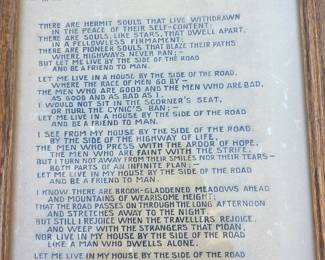 THERE ARE HERMIT SOULS THAT LIVE WITHDRAWN
IN THE PEACE OF THEIR SELF-CONTENT;
THERE ARE SOULS, LIKE STARS, THAT DWELL APART,
IN A FELLOWLESS FIRMAMENT;
THERE ARE PIONEER SOULS THAT BLAZE THEIR PATHS
WHERE HIGHWAYS NEVER RAN;—
BUT LET ME LIVE BY THE SIDE OF THE ROAD
AND BE A FRIEND TO MAN.
LET ME LIVE IN A HOUSE BY THE SIDE OF THE ROAD,
WHERE THE RACE OF MEN GO BY—
THE MEN WHO ARE GOOD AND THE MEN WHO ARE BAD,
AS GOOD AND AS BAD AS I.
I WOULD NOT SIT IN THE SCORNER'S SEAT,
OR HURL THE CYNIC'S BAN;—
LET ME LIVE IN A HOUSE BY THE SIDE OF THE ROAD
AND BE A FRIEND TO MAN.
I SEE FROM MY HOUSE BY THE SIDE OF THE ROAD,
BY THE SIDE OF THE HIGHWAY OF LIFE,
THE MEN WHO PRESS WITH THE ARDOR OF HOPE,
THE MEN WHO ARE FAINT WITH THE STRIFE,
BUT I TURN NOT AWAY FROM THEIR SMILES NOR THEIR TEARS—
BOTH PARTS OF AN INFINITE PLAN;—
LET ME LIVE IN MY HOUSE BY THE SIDE OF THE ROAD
AND BE A FRIEND TO MAN.
I KNOW THERE ARE BROOK-GLADDENED MEADOWS AHEAD
AND MOUNTAINS OF WEARISOME HEIGHT;
THAT THE ROAD PASSES ON THROUGH THE LONG AFTERNOON
AND STRETCHES AWAY TO THE NIGHT.
BUT STILL I REJOICE WHEN THE TRAVELLERS REJOICE,
AND WEEP WITH THE STRANGERS THAT MOAN,
NOR LIVE IN MY HOUSE BY THE SIDE OF THE ROAD
LIKE A MAN WHO DWELLS ALONE.
LET ME LIVE IN MY HOUSE BY THE SIDE OF THE ROAD